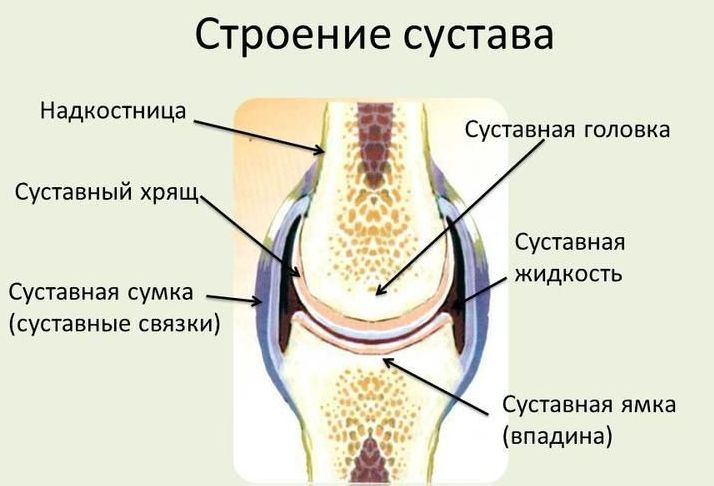 Строение сустава
Надкостница
Суставная головка
Суставный хрящ
Суставная
жидкость
Суставная сумка
(суставные связки)
Суставная ямка
(впадина)